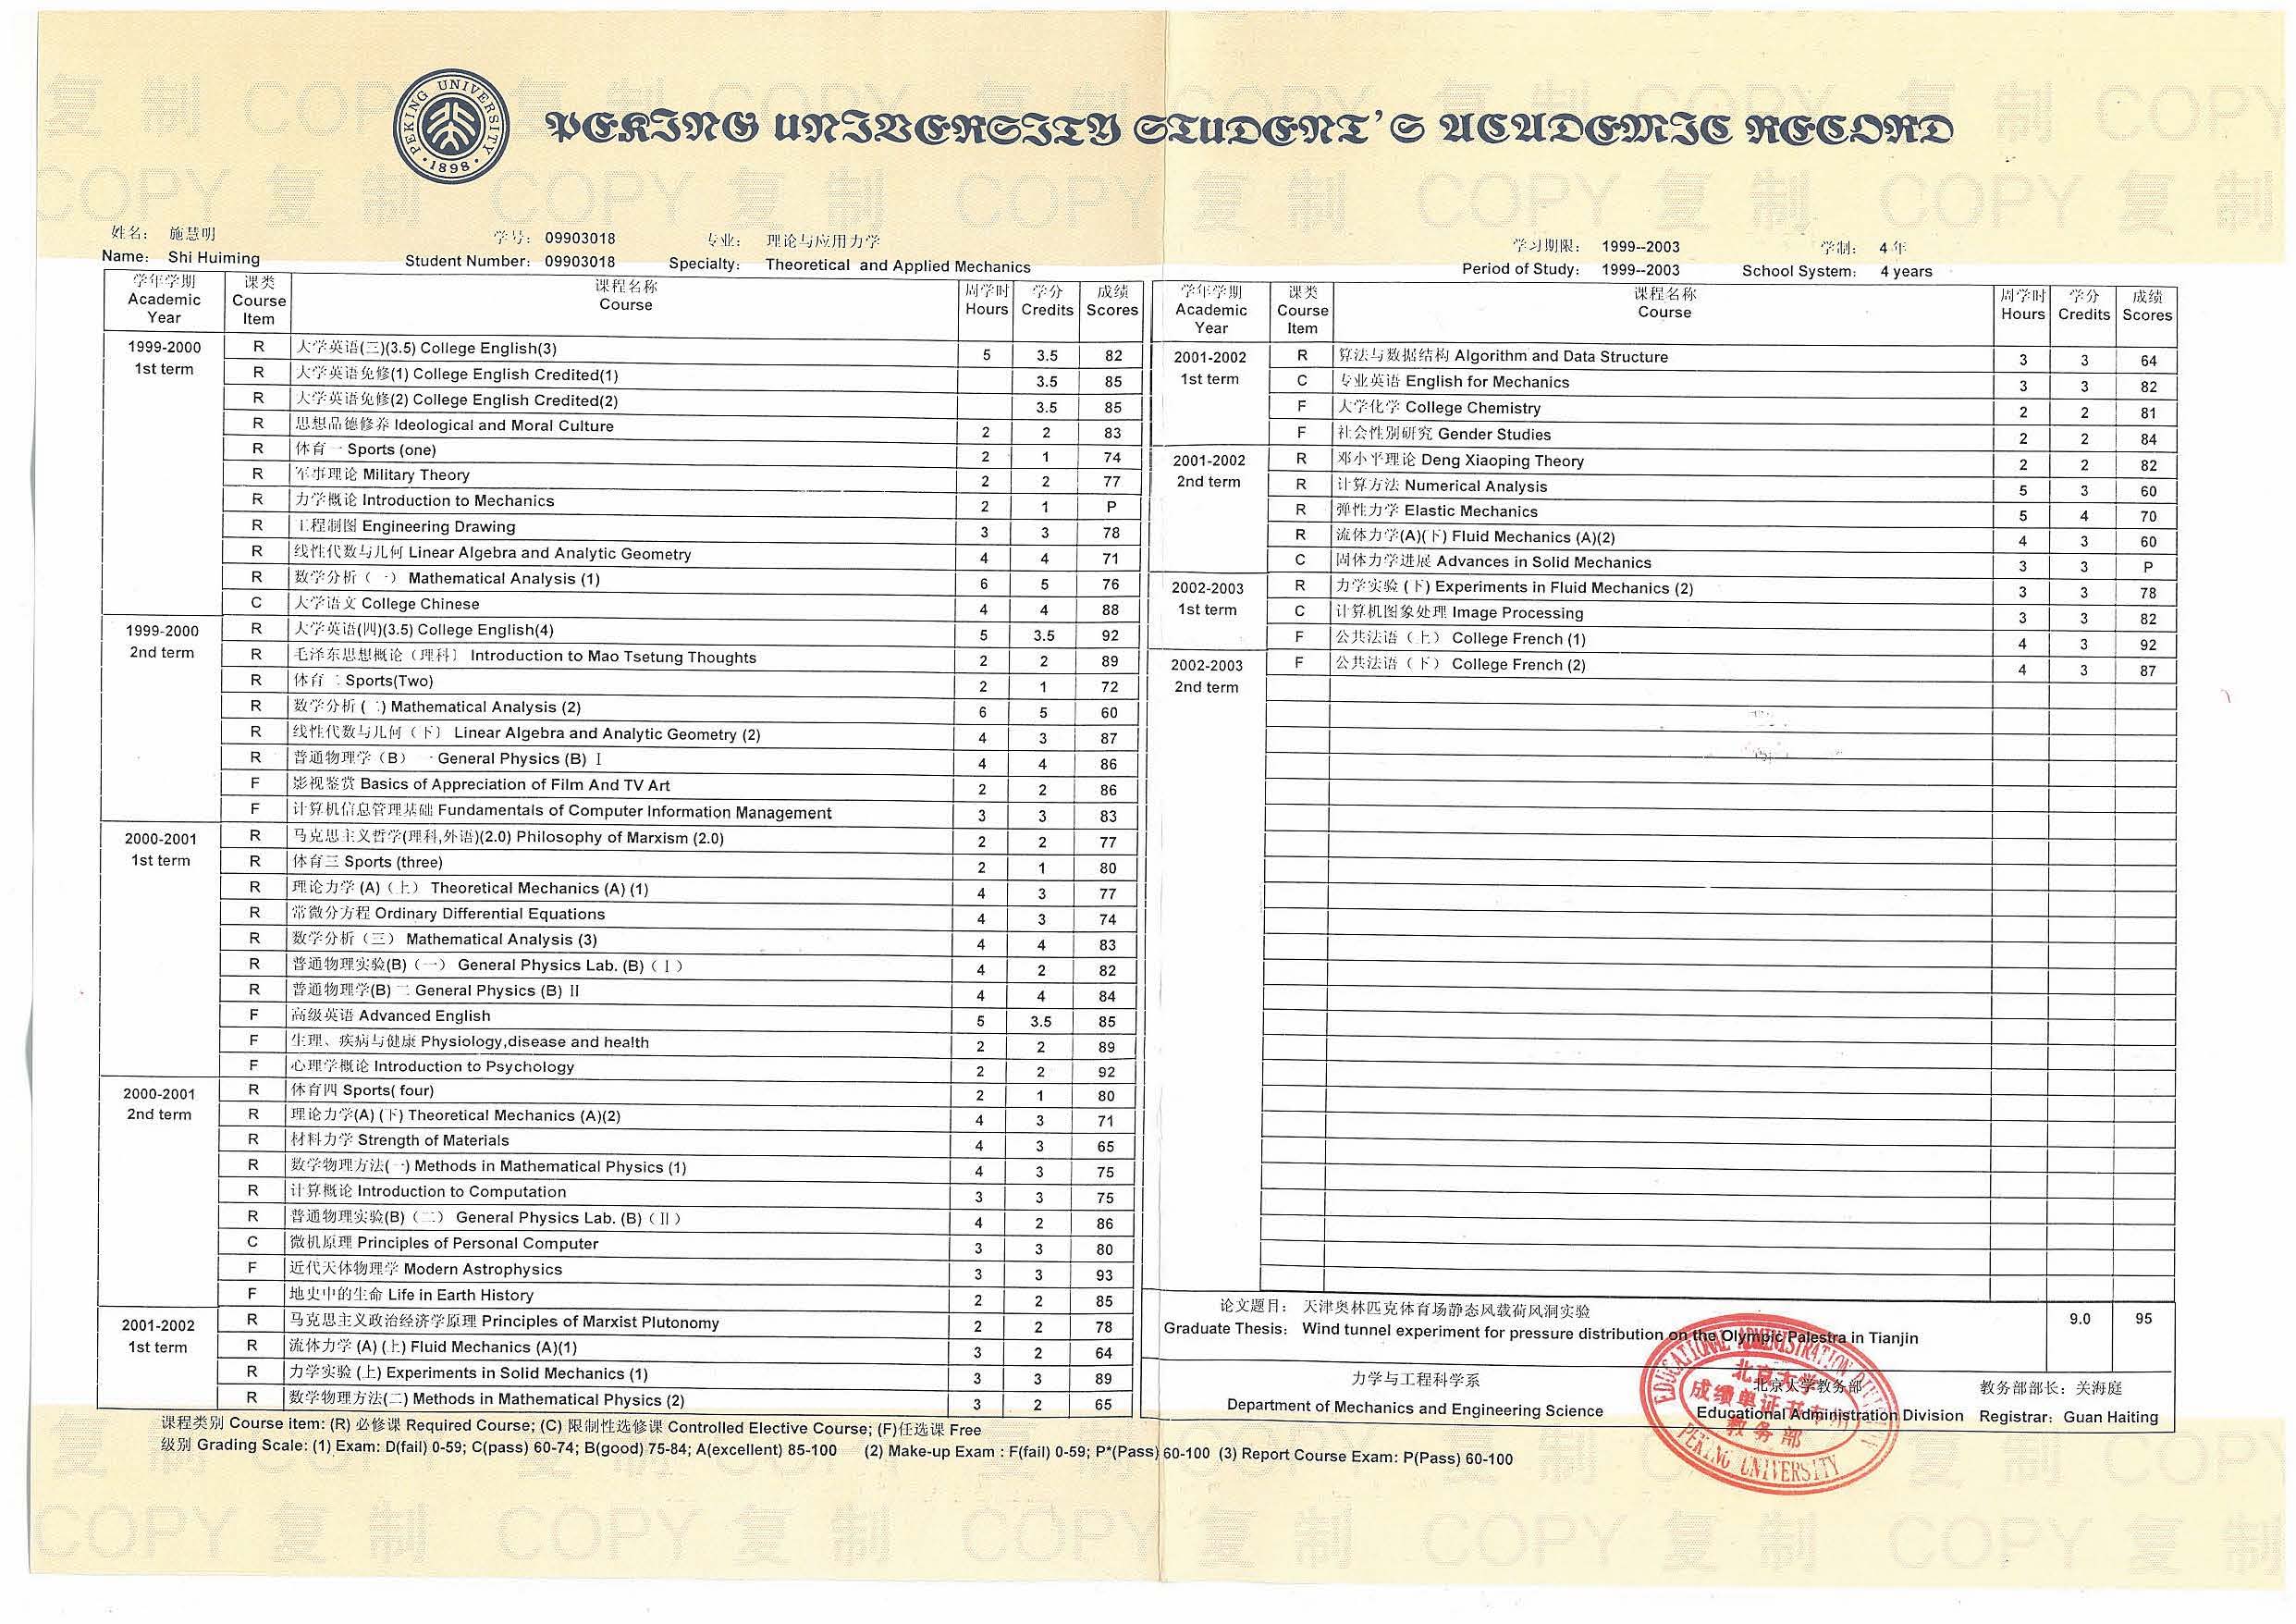 PEKING UNIVERSITY
1898
PEKING UNIVERSITY STUDENT'S ACADEMIC RECORD
姓名: 施慧明 学号: 09903018 专业: 理论与应用力学 学习期限: 1999--2003 学制: 4 年
Name: Shi Huiming Student Number: 09903018 Specialty: Theoretical and Applied Mechanics Period of Study: 1999--2003 School System: 4 years
学年学期 Academic Year 课类 Course Item 课程名称 Course 周学时 Hours 学分 Credits 成绩 Scores
1999-2000 1st term R 大学英语(三)(3.5) College English(3) 5 3.5 82
R 大学英语免修(1) College English Credited(1) 3.5 85
R 大学英语免修(2) College English Credited(2) 3.5 85
R 思想品德修养 Ideological and Moral Culture 2 2 83
R 体育一 Sports (one) 2 1 74
R 军事理论 Military Theory 2 2 77
R 力学概论 Introduction to Mechanics 2 1 P
R 工程制图 Engineering Drawing 3 3 78
R 线性代数与几何 Linear Algebra and Analytic Geometry 4 4 71
R 数学分析（一） Mathematical Analysis (1) 6 5 76
C 大学语文 College Chinese 4 4 88
1999-2000 2nd term R 大学英语(四)(3.5) College English(4) 5 3.5 92
R 毛泽东思想概论（理科） Introduction to Mao Tsetung Thoughts 2 2 89
R 体育二 Sports(Two) 2 1 72
R 数学分析(二) Mathematical Analysis (2) 6 5 60
R 线性代数与几何（下） Linear Algebra and Analytic Geometry (2) 4 3 87
R 普通物理学（B） 一 General Physics (B) I 4 4 86
F 影视鉴赏 Basics of Appreciation of Film And TV Art 2 2 86
F 计算机信息管理基础 Fundamentals of Computer Information Management 3 3 83
2000-2001 1st term R 马克思主义哲学(理科,外语)(2.0) Philosophy of Marxism (2.0) 2 2 77
R 体育三 Sports (three) 2 1 80
R 理论力学 (A)（上） Theoretical Mechanics (A) (1) 4 3 77
R 常微分方程 Ordinary Differential Equations 4 3 74
R 数学分析（三） Mathematical Analysis (3) 4 4 83
R 普通物理实验(B)（一） General Physics Lab. (B)（I） 4 2 82
R 普通物理学(B) 二 General Physics (B) II 4 4 84
F 高级英语 Advanced English 5 3.5 85
F 生理、疾病与健康 Physiology,disease and health 2 2 89
F 心理学概论 Introduction to Psychology 2 2 92
2000-2001 2nd term R 体育四 Sports( four) 2 1 80
R 理论力学(A) (下) Theoretical Mechanics (A)(2) 4 3 71
R 材料力学 Strength of Materials 4 3 65
R 数学物理方法(一) Methods in Mathematical Physics (1) 4 3 75
R 计算概论 Introduction to Computation 3 3 75
R 普通物理实验(B)（二） General Physics Lab. (B)（II） 4 2 86
C 微机原理 Principles of Personal Computer 3 3 80
F 近代天体物理学 Modern Astrophysics 3 3 93
F 地史中的生命 Life in Earth History 2 2 85
2001-2002 1st term R 马克思主义政治经济学原理 Principles of Marxist Plutonomy 2 2 78
R 流体力学 (A) (上) Fluid Mechanics (A)(1) 3 2 64
R 力学实验 (上) Experiments in Solid Mechanics (1) 3 3 89
R 数学物理方法(二) Methods in Mathematical Physics (2) 3 2 65
学年学期 Academic Year 课类 Course Item 课程名称 Course 周学时 Hours 学分 Credits 成绩 Scores
2001-2002 1st term R 算法与数据结构 Algorithm and Data Structure 3 3 64
C 专业英语 English for Mechanics 3 3 82
F 大学化学 College Chemistry 2 2 81
F 社会性别研究 Gender Studies 2 2 84
2001-2002 2nd term R 邓小平理论 Deng Xiaoping Theory 2 2 82
R 计算方法 Numerical Analysis 5 3 60
R 弹性力学 Elastic Mechanics 5 4 70
R 流体力学(A)(下) Fluid Mechanics (A)(2) 4 3 60
C 固体力学进展 Advances in Solid Mechanics 3 3 P
2002-2003 1st term R 力学实验 (下) Experiments in Fluid Mechanics (2) 3 3 78
C 计算机图象处理 Image Processing 3 3 82
F 公共法语（上） College French (1) 4 3 92
2002-2003 2nd term F 公共法语（下） College French (2) 4 3 87
论文题目: 天津奥林匹克体育场静态风载荷风洞实验 9.0 95
Graduate Thesis: Wind tunnel experiment for pressure distribution on the Olympic Palestra in Tianjin
力学与工程科学系 北京大学教务部 教务部部长: 关海庭
Department of Mechanics and Engineering Science Educational Administration Division Registrar: Guan Haiting
EDUCATIONAL ADMINISTRATION
北京大学
成绩单证书专用
教务部
PEKING UNIVERSITY
课程类别 Course item: (R) 必修课 Required Course; (C) 限制性选修课 Controlled Elective Course; (F)任选课 Free
级别 Grading Scale: (1) Exam: D(fail) 0-59; C(pass) 60-74; B(good) 75-84; A(excellent) 85-100 (2) Make-up Exam : F(fail) 0-59; P*(Pass) 60-100 (3) Report Course Exam: P(Pass) 60-100
复制 COPY 复制 COPY 复制 COPY 复制 COPY 复制 COPY
COPY 复制 COPY 复制 COPY 复制 COPY 复制 COPY 复制
复制 COPY 复制 COPY 复制 COPY 复制 COPY 复制 COPY
COPY 复制 COPY 复制 COPY 复制 COPY 复制 COPY 复制